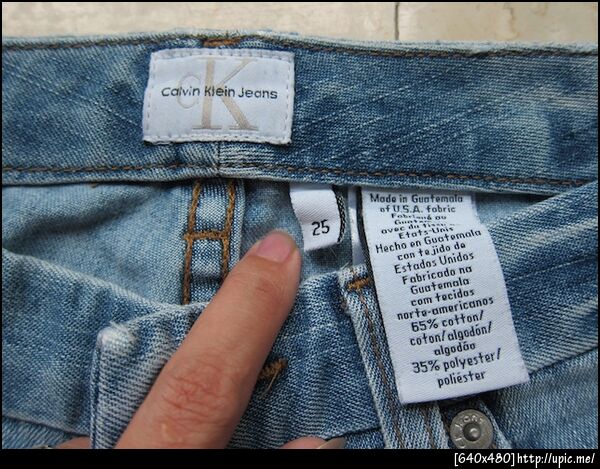 cK
Calvin Klein Jeans
25
Made in Guatemala
of U.S.A. fabric
Fabriqué au
Guatemala
avec du tissu
Etats-Unis
Hecho en Guatemala
con tejido de
Estados Unidos
Fabricado na
Guatemala
com tecidos
norte-americanos
65% cotton/
coton/algodón/
algodão
35% polyester/
poliéster
[640x480]http://upic.me/